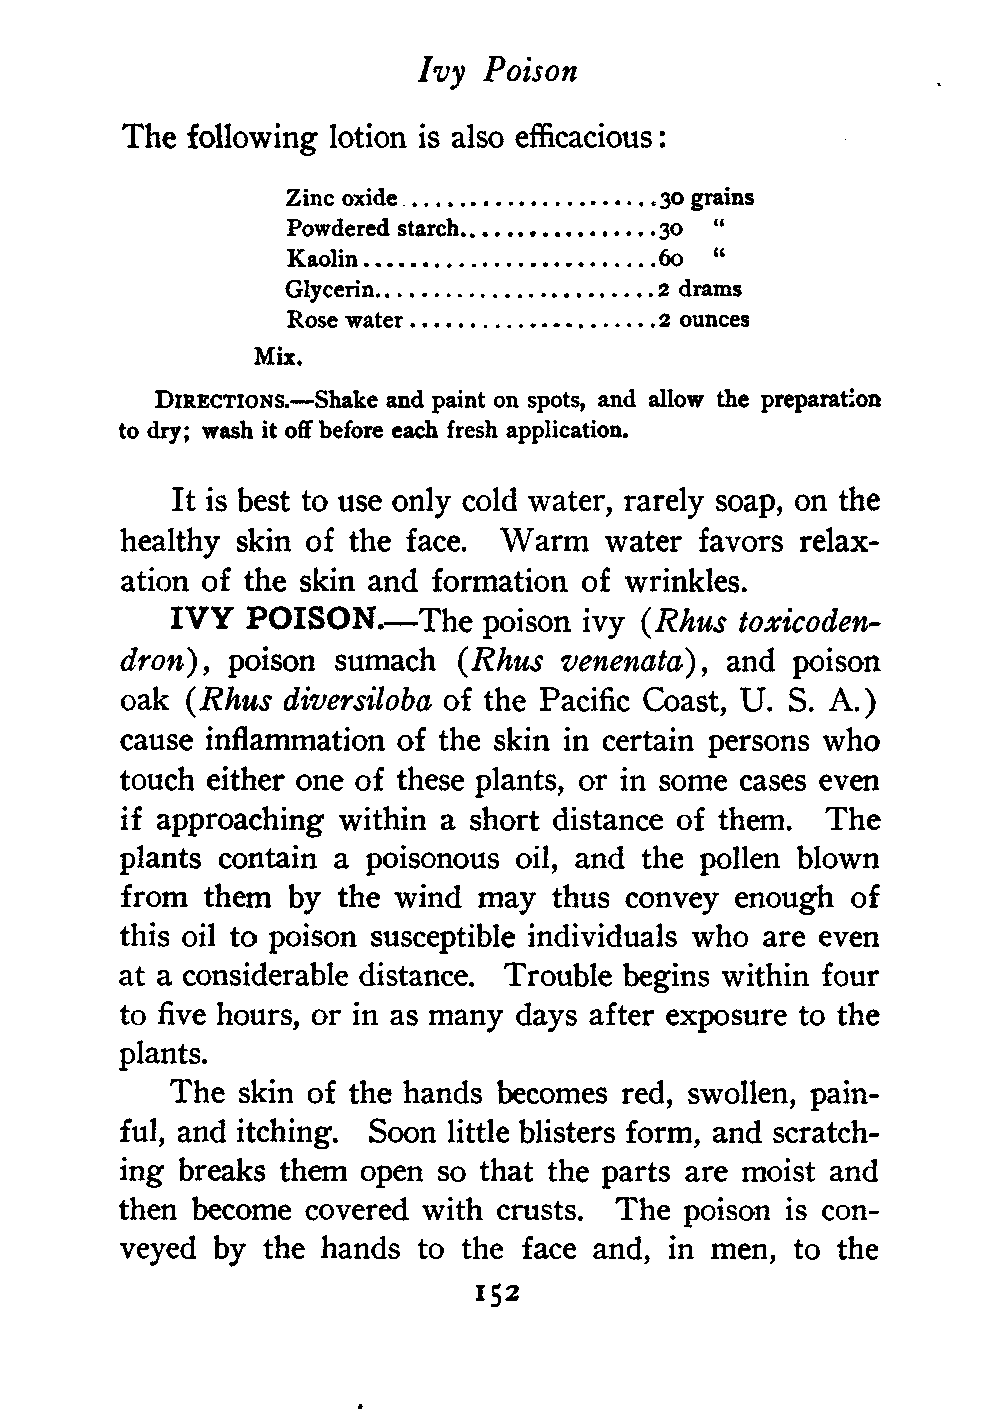 Ivy Poison
The following lotion is also efficacious:
Zinc oxide......................30 grains
Powdered starch.................30 "
Kaolin.........................60 "
Glycerin........................2 drams
Rose water.....................2 ounces
Mix.
DIRECTIONS.—Shake and paint on spots, and allow the preparation
to dry; wash it off before each fresh application.
It is best to use only cold water, rarely soap, on the
healthy skin of the face. Warm water favors relax-
ation of the skin and formation of wrinkles.
IVY POISON.—The poison ivy (Rhus toxicoden-
dron), poison sumach (Rhus venenata), and poison
oak (Rhus diversiloba of the Pacific Coast, U. S. A.)
cause inflammation of the skin in certain persons who
touch either one of these plants, or in some cases even
if approaching within a short distance of them. The
plants contain a poisonous oil, and the pollen blown
from them by the wind may thus convey enough of
this oil to poison susceptible individuals who are even
at a considerable distance. Trouble begins within four
to five hours, or in as many days after exposure to the
plants.
The skin of the hands becomes red, swollen, pain-
ful, and itching. Soon little blisters form, and scratch-
ing breaks them open so that the parts are moist and
then become covered with crusts. The poison is con-
veyed by the hands to the face and, in men, to the
152